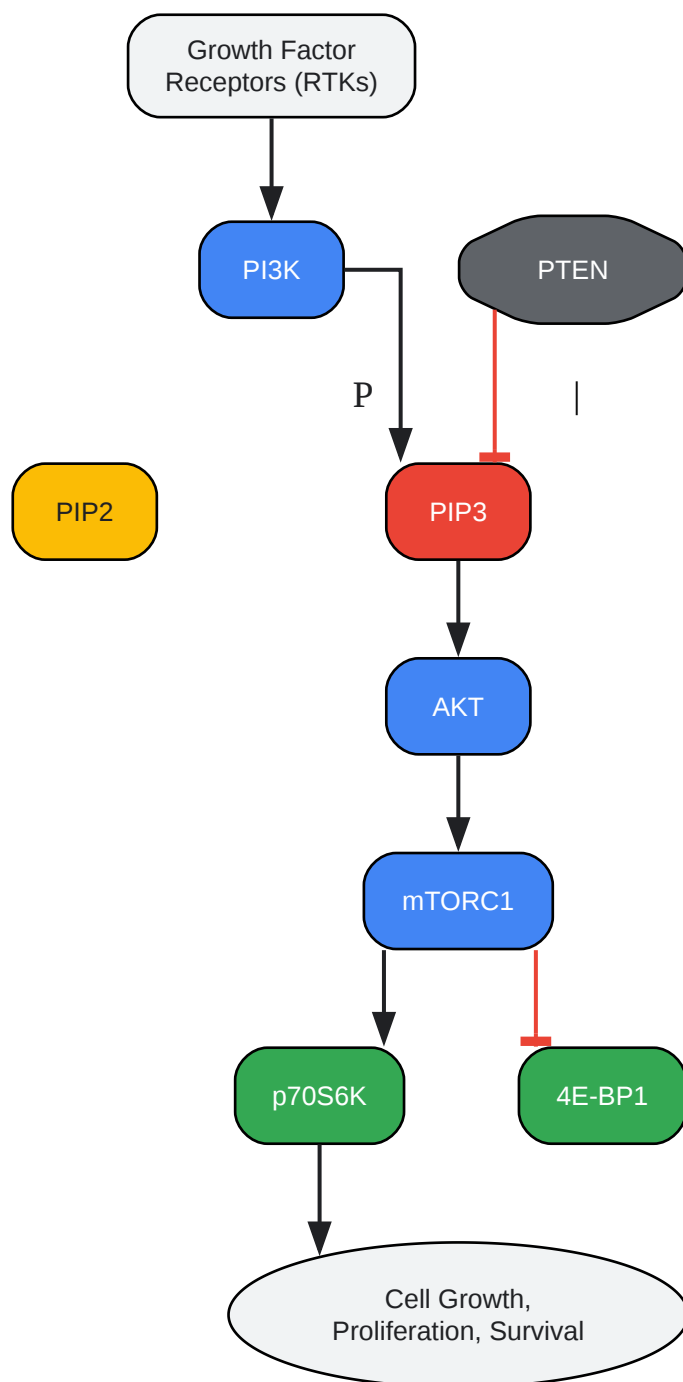 Growth Factor
Receptors (RTKs)
PI3K
PTEN
P
|
PIP2
PIP3
AKT
mTORC1
p70S6K
4E-BP1
Cell Growth,
Proliferation, Survival